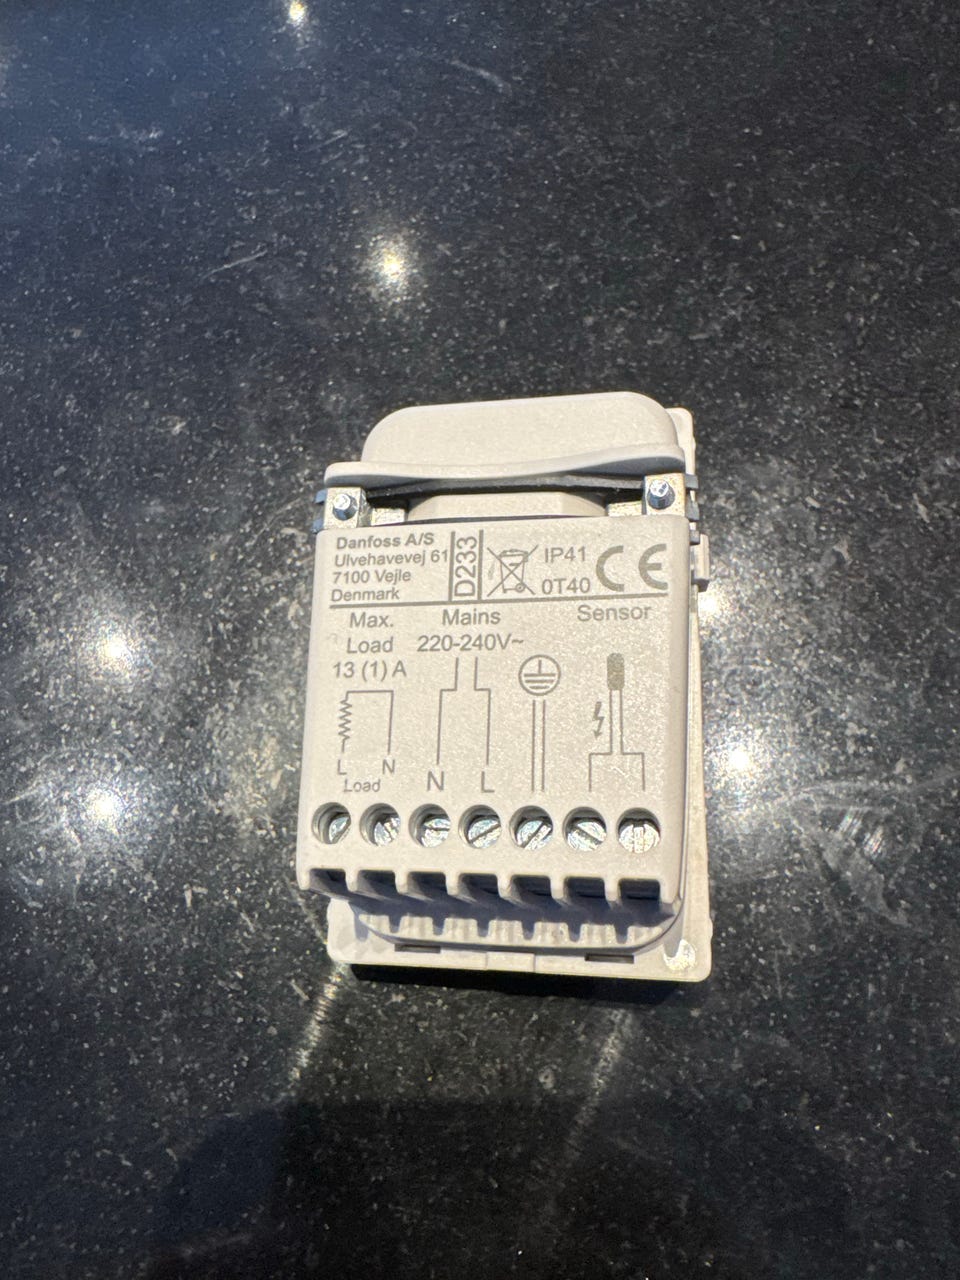 Danfoss A/S
Ulvehavevej 61
7100 Vejle
Denmark
D233
IP41
0T40
CE
Max.
Load
13 (1) A
Mains
220-240V~
Sensor
L N
Load
N L